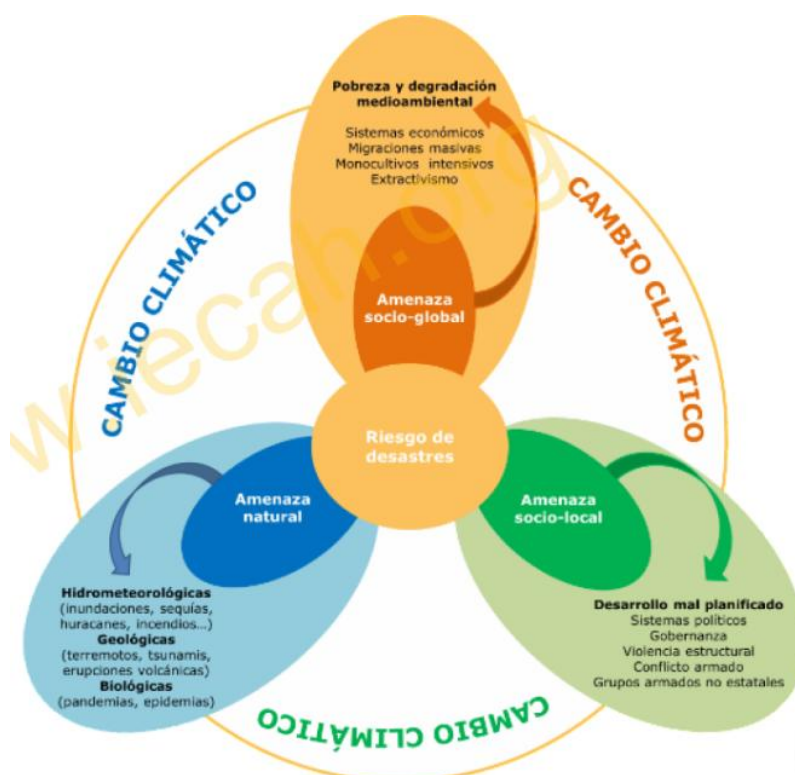 Pobreza y degradación
medioambiental
Sistemas económicos
Migraciones masivas
Monocultivos intensivos
Extractivismo
CAMBIO CLIMÁTICO
CAMBIO CLIMÁTICO
Amenaza
socio-global
Riesgo de
desastres
Amenaza
natural
Amenaza
socio-local
Hidrometeorológicas
(inundaciones, sequías,
huracanes, incendios...)
Geológicas
(terremotos, tsunamis,
erupciones volcánicas)
Biológicas
(pandemias, epidemias)
Desarrollo mal planificado
Sistemas políticos
Gobernanza
Violencia estructural
Conflicto armado
Grupos armados no estatales
CAMBIO CLIMÁTICO
w.iecah.org